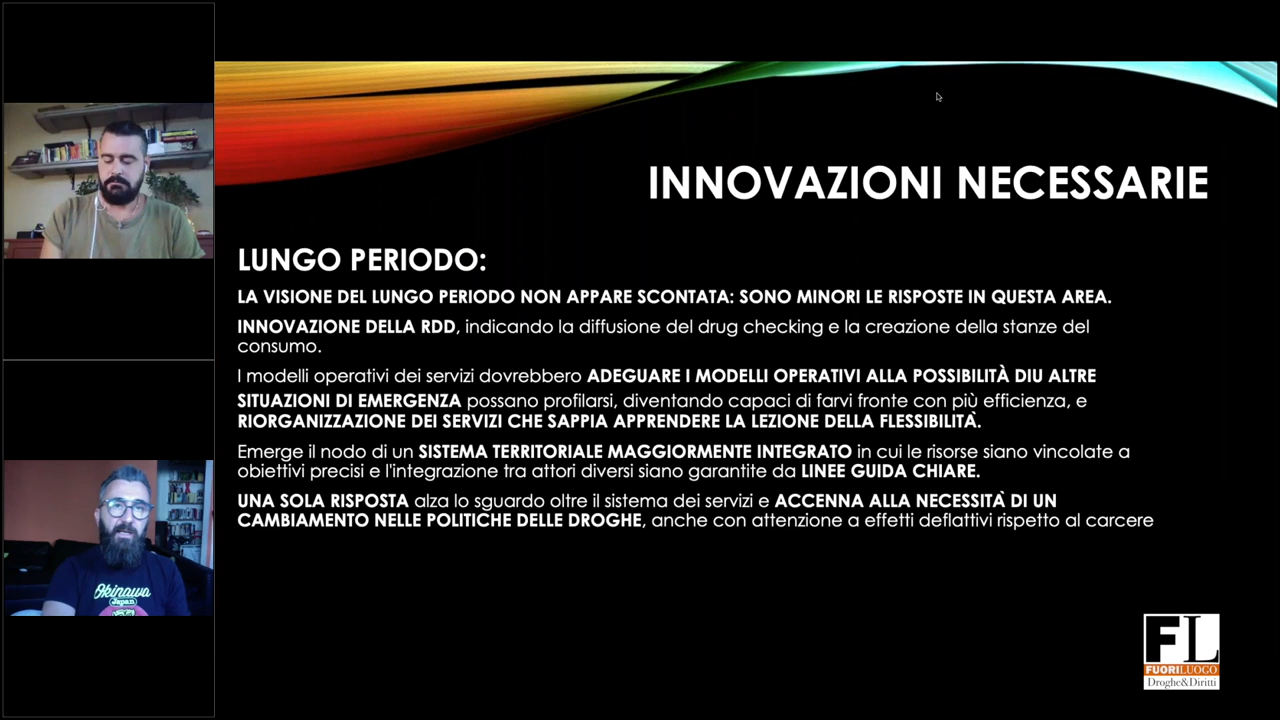 INNOVAZIONI NECESSARIE
LUNGO PERIODO:
LA VISIONE DEL LUNGO PERIODO NON APPARE SCONTATA: SONO MINORI LE RISPOSTE IN QUESTA AREA.
INNOVAZIONE DELLA RDD, indicando la diffusione del drug checking e la creazione della stanze del
consumo.
I modelli operativi dei servizi dovrebbero ADEGUARE I MODELLI OPERATIVI ALLA POSSIBILITÀ DIU ALTRE
SITUAZIONI DI EMERGENZA possano profilarsi, diventando capaci di farvi fronte con più efficienza, e
RIORGANIZZAZIONE DEI SERVIZI CHE SAPPIA APPRENDERE LA LEZIONE DELLA FLESSIBILITÀ.
Emerge il nodo di un SISTEMA TERRITORIALE MAGGIORMENTE INTEGRATO in cui le risorse siano vincolate a
obiettivi precisi e l'integrazione tra attori diversi siano garantite da LINEE GUIDA CHIARE.
UNA SOLA RISPOSTA alza lo sguardo oltre il sistema dei servizi e ACCENNA ALLA NECESSITÀ DI UN
CAMBIAMENTO NELLE POLITICHE DELLE DROGHE, anche con attenzione a effetti deflattivi rispetto al carcere
Okinawa
Japan
FL
FUORILUOGO
Droghe&Diritti